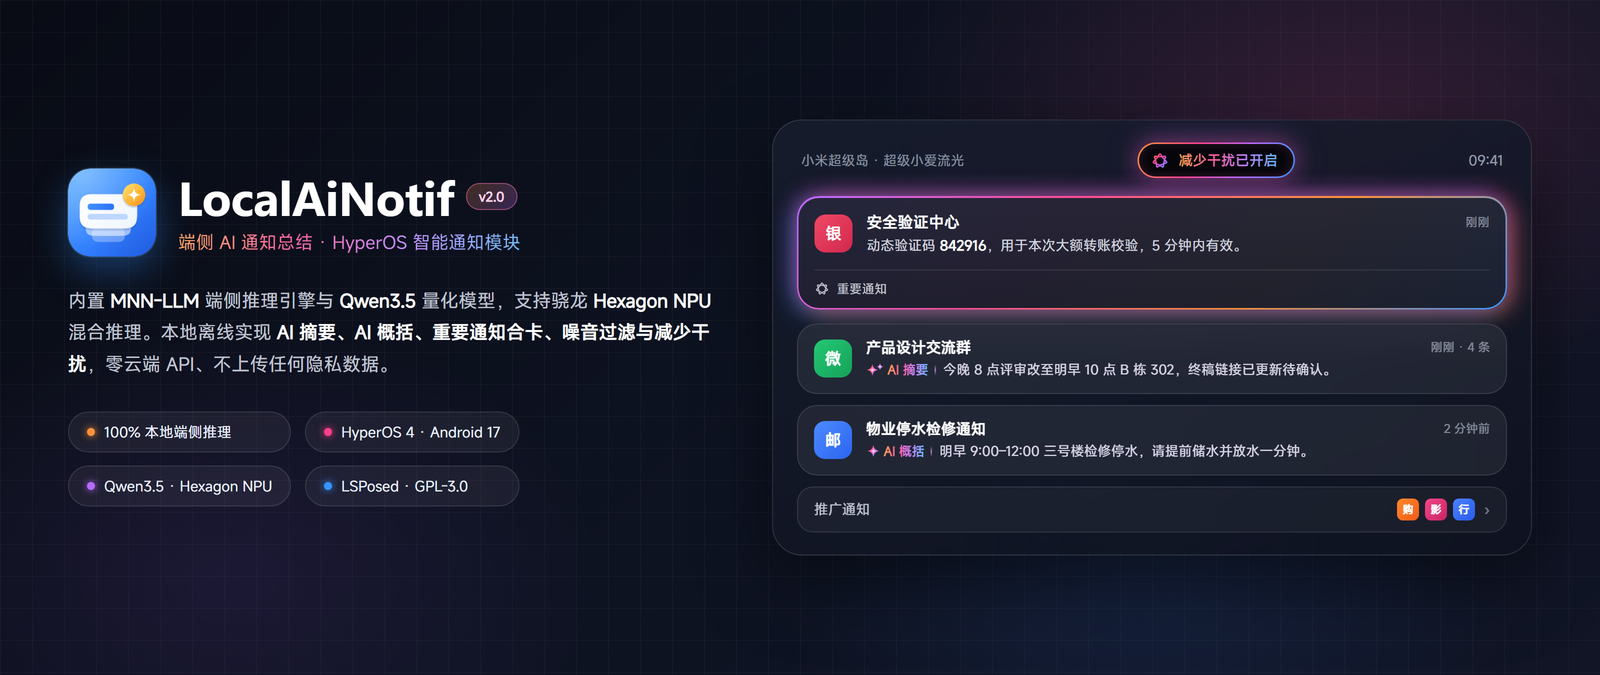 LocalAiNotif v2.0
端侧 AI 通知总结 · HyperOS 智能通知模块
内置 MNN-LLM 端侧推理引擎与 Qwen3.5 量化模型，支持骁龙 Hexagon NPU
混合推理。本地离线实现 AI 摘要、AI 概括、重要通知合卡、噪音过滤与减少干
扰，零云端 API、不上传任何隐私数据。
100% 本地端侧推理
HyperOS 4 · Android 17
Qwen3.5 · Hexagon NPU
LSPosed · GPL-3.0
小米超级岛 · 超级小爱流光
减少干扰已开启
09:41
银
安全验证中心
刚刚
动态验证码 842916，用于本次大额转账校验，5 分钟内有效。
重要通知
微
产品设计交流群
刚刚 · 4 条
AI 摘要 | 今晚 8 点评审改至明早 10 点 B 栋 302，终稿链接已更新待确认。
邮
物业停水检修通知
2 分钟前
AI 概括 | 明早 9:00–12:00 三号楼检修停水，请提前储水并放水一分钟。
推广通知
购 影 行 ›